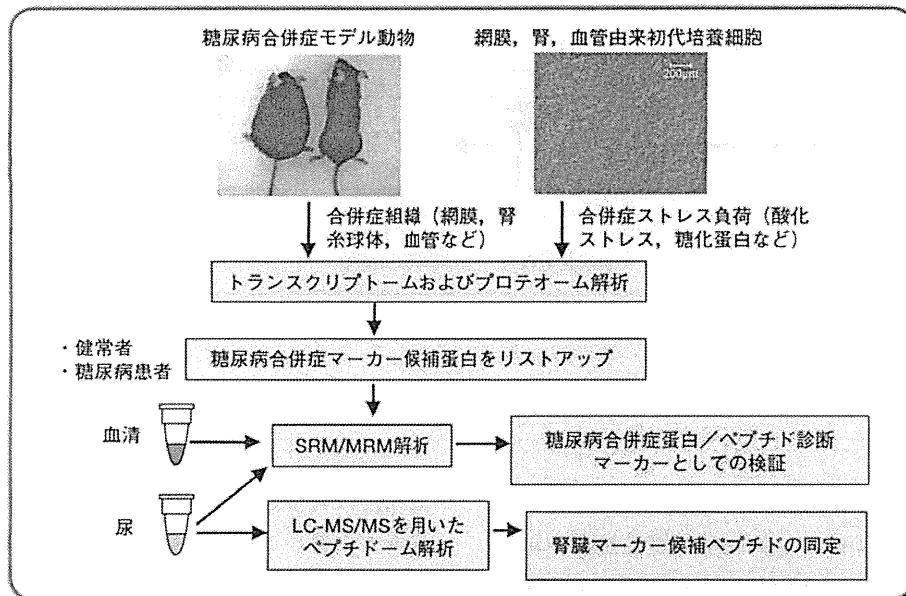 糖尿病合併症モデル動物
網膜，腎，血管由来初代培養細胞
200μm
合併症組織（網膜，腎
糸球体，血管など）
合併症ストレス負荷（酸化
ストレス，糖化蛋白など）
トランスクリプトームおよびプロテオーム解析
・健常者
・糖尿病患者
糖尿病合併症マーカー候補蛋白をリストアップ
血清
SRM/MRM解析
糖尿病合併症蛋白／ペプチド診断
マーカーとしての検証
尿
LC-MS/MSを用いた
ペプチドーム解析
腎臓マーカー候補ペプチドの同定